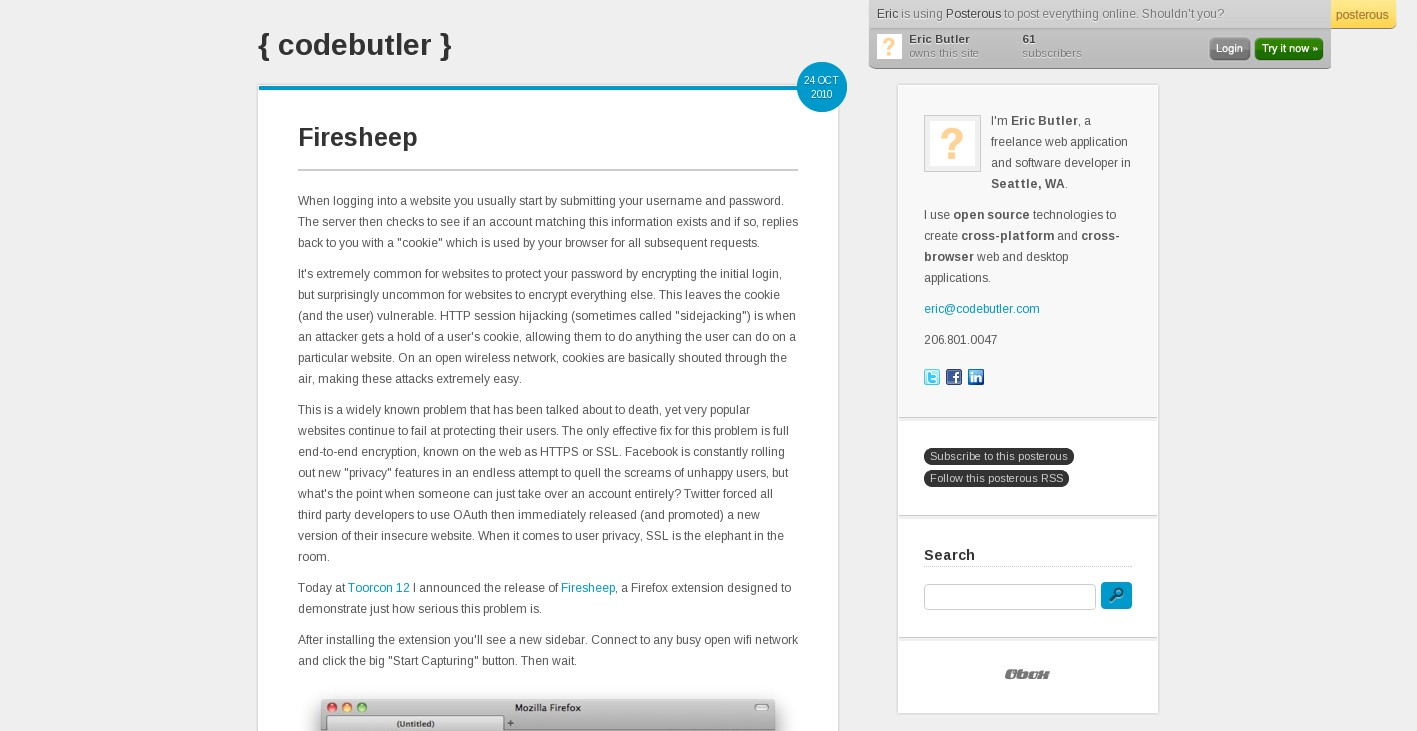 Eric is using Posterous to post everything online. Shouldn't you?
posterous
Eric Butler
owns this site
61
subscribers
Login
Try it now »
{ codebutler }
24 OCT
2010
Firesheep
When logging into a website you usually start by submitting your username and password.
The server then checks to see if an account matching this information exists and if so, replies
back to you with a "cookie" which is used by your browser for all subsequent requests.
It's extremely common for websites to protect your password by encrypting the initial login,
but surprisingly uncommon for websites to encrypt everything else. This leaves the cookie
(and the user) vulnerable. HTTP session hijacking (sometimes called "sidejacking") is when
an attacker gets a hold of a user's cookie, allowing them to do anything the user can do on a
particular website. On an open wireless network, cookies are basically shouted through the
air, making these attacks extremely easy.
This is a widely known problem that has been talked about to death, yet very popular
websites continue to fail at protecting their users. The only effective fix for this problem is full
end-to-end encryption, known on the web as HTTPS or SSL. Facebook is constantly rolling
out new "privacy" features in an endless attempt to quell the screams of unhappy users, but
what's the point when someone can just take over an account entirely? Twitter forced all
third party developers to use OAuth then immediately released (and promoted) a new
version of their insecure website. When it comes to user privacy, SSL is the elephant in the
room.
Today at Toorcon 12 I announced the release of Firesheep, a Firefox extension designed to
demonstrate just how serious this problem is.
After installing the extension you'll see a new sidebar. Connect to any busy open wifi network
and click the big "Start Capturing" button. Then wait.
Mozilla Firefox
(Untitled)
+
I'm Eric Butler, a
freelance web application
and software developer in
Seattle, WA.
I use open source technologies to
create cross-platform and cross-
browser web and desktop
applications.
eric@codebutler.com
206.801.0047
Subscribe to this posterous
Follow this posterous RSS
Search
Obox